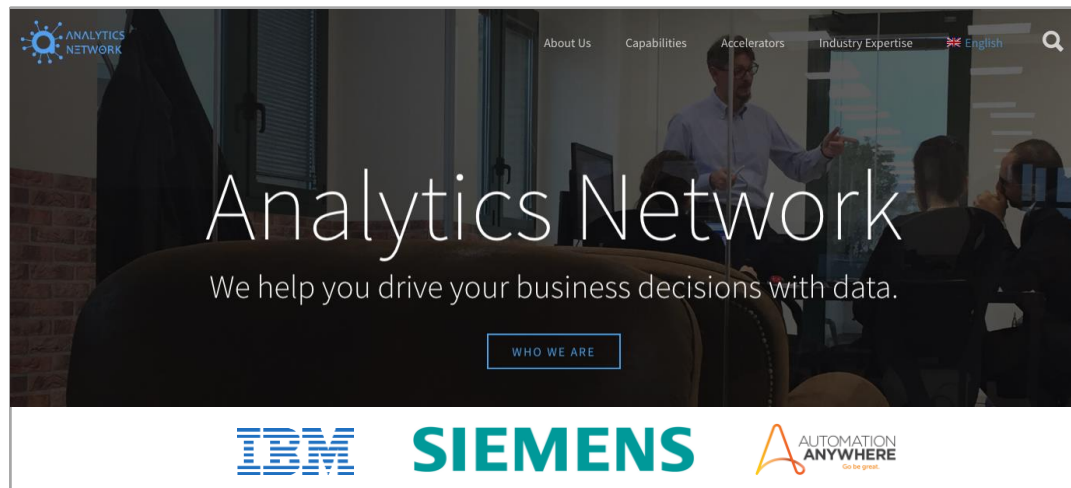 ANALYTICS
NETWORK
About Us Capabilities Accelerators Industry Expertise English
Analytics Network
We help you drive your business decisions with data.
WHO WE ARE
IBM SIEMENS AUTOMATION
ANYWHERE
Go be great.